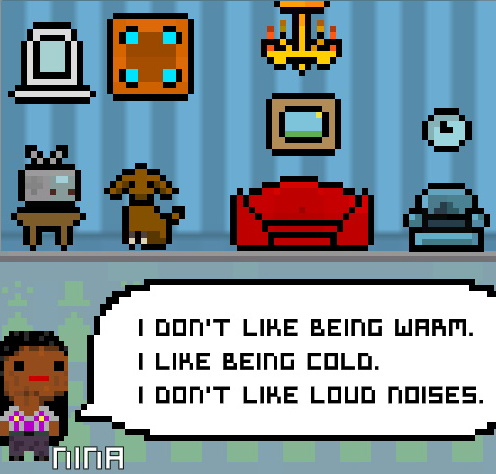 I DON'T LIKE BEING WARM.
I LIKE BEING COLD.
I DON'T LIKE LOUD NOISES.
NINA